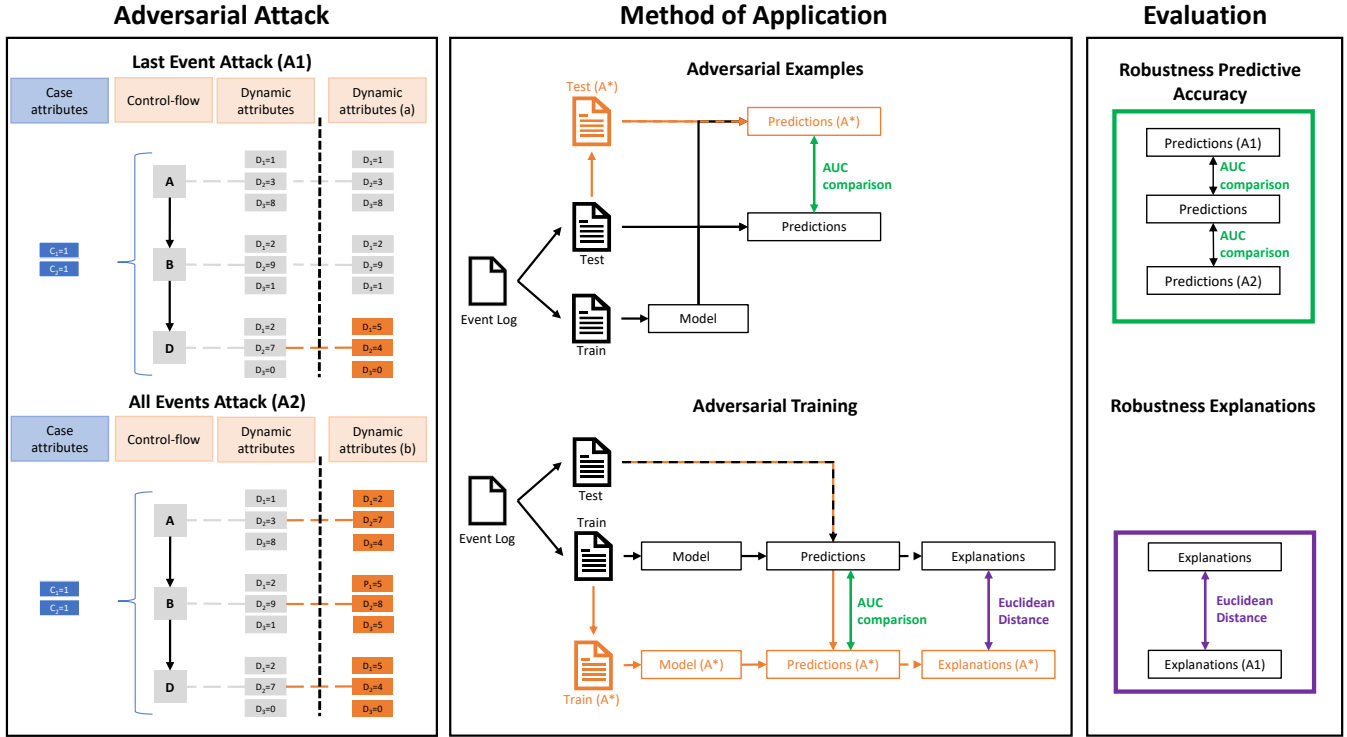 Adversarial Attack
Last Event Attack (A1)
Case
attributes
Control-flow
Dynamic
attributes
Dynamic
attributes (a)
C₁=1
C₂=1
A
D₁=1
D₂=3
D₃=8
D₁=1
D₂=3
D₃=8
B
D₁=2
D₂=9
D₃=1
D₁=2
D₂=9
D₃=1
D
D₁=2
D₂=7
D₃=0
D₁=5
D₂=4
D₃=0
All Events Attack (A2)
Case
attributes
Control-flow
Dynamic
attributes
Dynamic
attributes (b)
C₁=1
C₂=1
A
D₁=1
D₂=3
D₃=8
D₁=2
D₂=7
D₃=4
B
D₁=2
D₂=9
D₃=1
P₁=5
D₂=8
D₃=5
D
D₁=2
D₂=7
D₃=0
D₁=5
D₂=4
D₃=0
Method of Application
Adversarial Examples
Test (A*)
Predictions (A*)
AUC
comparison
Test
Predictions
Event Log
Train
Model
Adversarial Training
Test
Event Log
Train
Model
Predictions
Explanations
AUC
comparison
Euclidean
Distance
Train (A*)
Model (A*)
Predictions (A*)
Explanations (A*)
Evaluation
Robustness Predictive
Accuracy
Predictions (A1)
AUC
comparison
Predictions
AUC
comparison
Predictions (A2)
Robustness Explanations
Explanations
Euclidean
Distance
Explanations (A1)